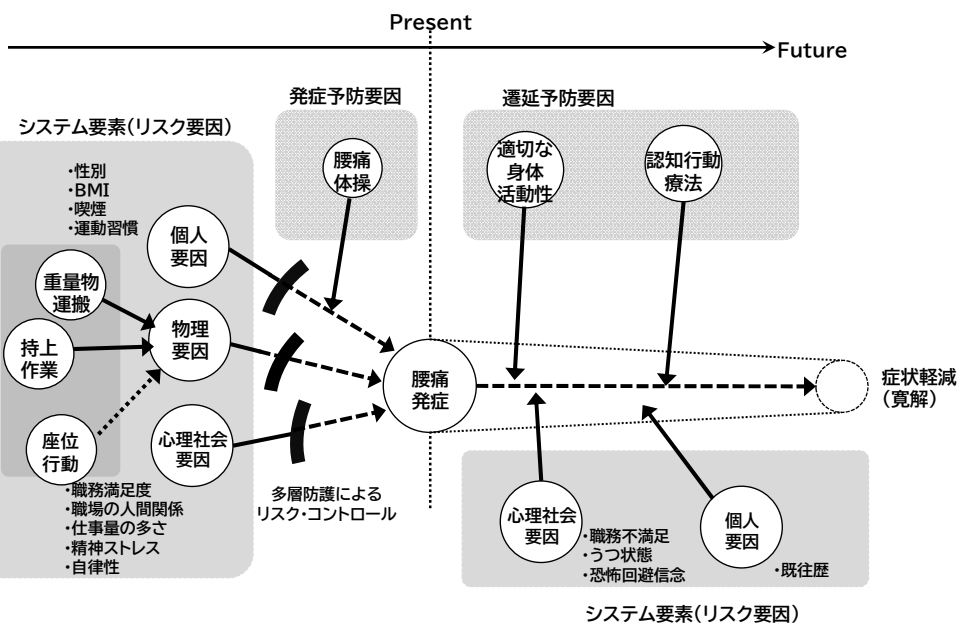 Present
Future
発症予防要因
遷延予防要因
システム要素(リスク要因)
・性別
・BMI
・喫煙
・運動習慣
腰痛
体操
適切な
身体
活動性
認知行動
療法
個人
要因
重量物
運搬
物理
要因
持上
作業
腰痛
発症
症状軽減
(寛解)
座位
行動
心理社会
要因
・職務満足度
・職場の人間関係
・仕事量の多さ
・精神ストレス
・自律性
多層防護による
リスク・コントロール
心理社会
要因
・職務不満足
・うつ状態
・恐怖回避信念
個人
要因
・既往歴
システム要素(リスク要因)